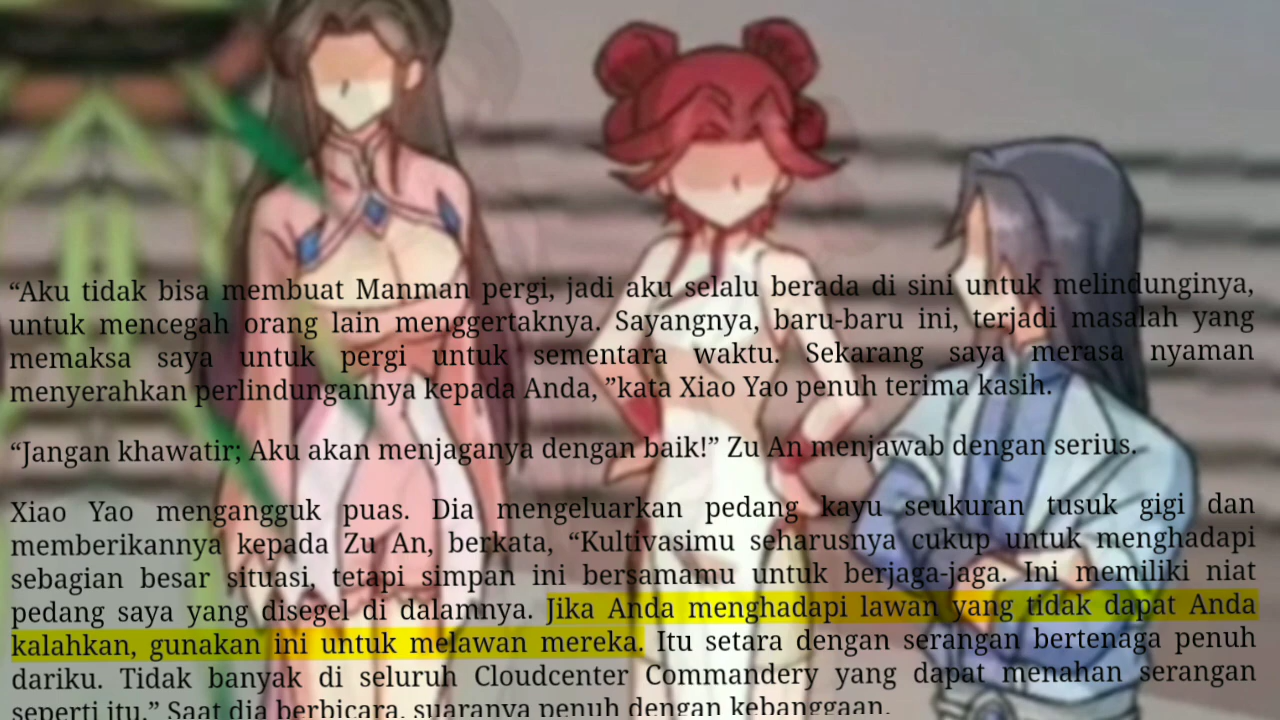 “Aku tidak bisa membuat Manman pergi, jadi aku selalu berada di sini untuk melindunginya,
untuk mencegah orang lain menggertaknya. Sayangnya, baru-baru ini, terjadi masalah yang
memaksa saya untuk pergi untuk sementara waktu. Sekarang saya merasa nyaman
menyerahkan perlindungannya kepada Anda, ”kata Xiao Yao penuh terima kasih.
“Jangan khawatir; Aku akan menjaganya dengan baik!” Zu An menjawab dengan serius.
Xiao Yao mengangguk puas. Dia mengeluarkan pedang kayu seukuran tusuk gigi dan
memberikannya kepada Zu An, berkata, “Kultivasimu seharusnya cukup untuk menghadapi
sebagian besar situasi, tetapi simpan ini bersamamu untuk berjaga-jaga. Ini memiliki niat
pedang saya yang disegel di dalamnya. Jika Anda menghadapi lawan yang tidak dapat Anda
kalahkan, gunakan ini untuk melawan mereka. Itu setara dengan serangan bertenaga penuh
dariku. Tidak banyak di seluruh Cloudcenter Commandery yang dapat menahan serangan
seperti itu.” Saat dia berbicara, suaranya penuh dengan kebanggaan.